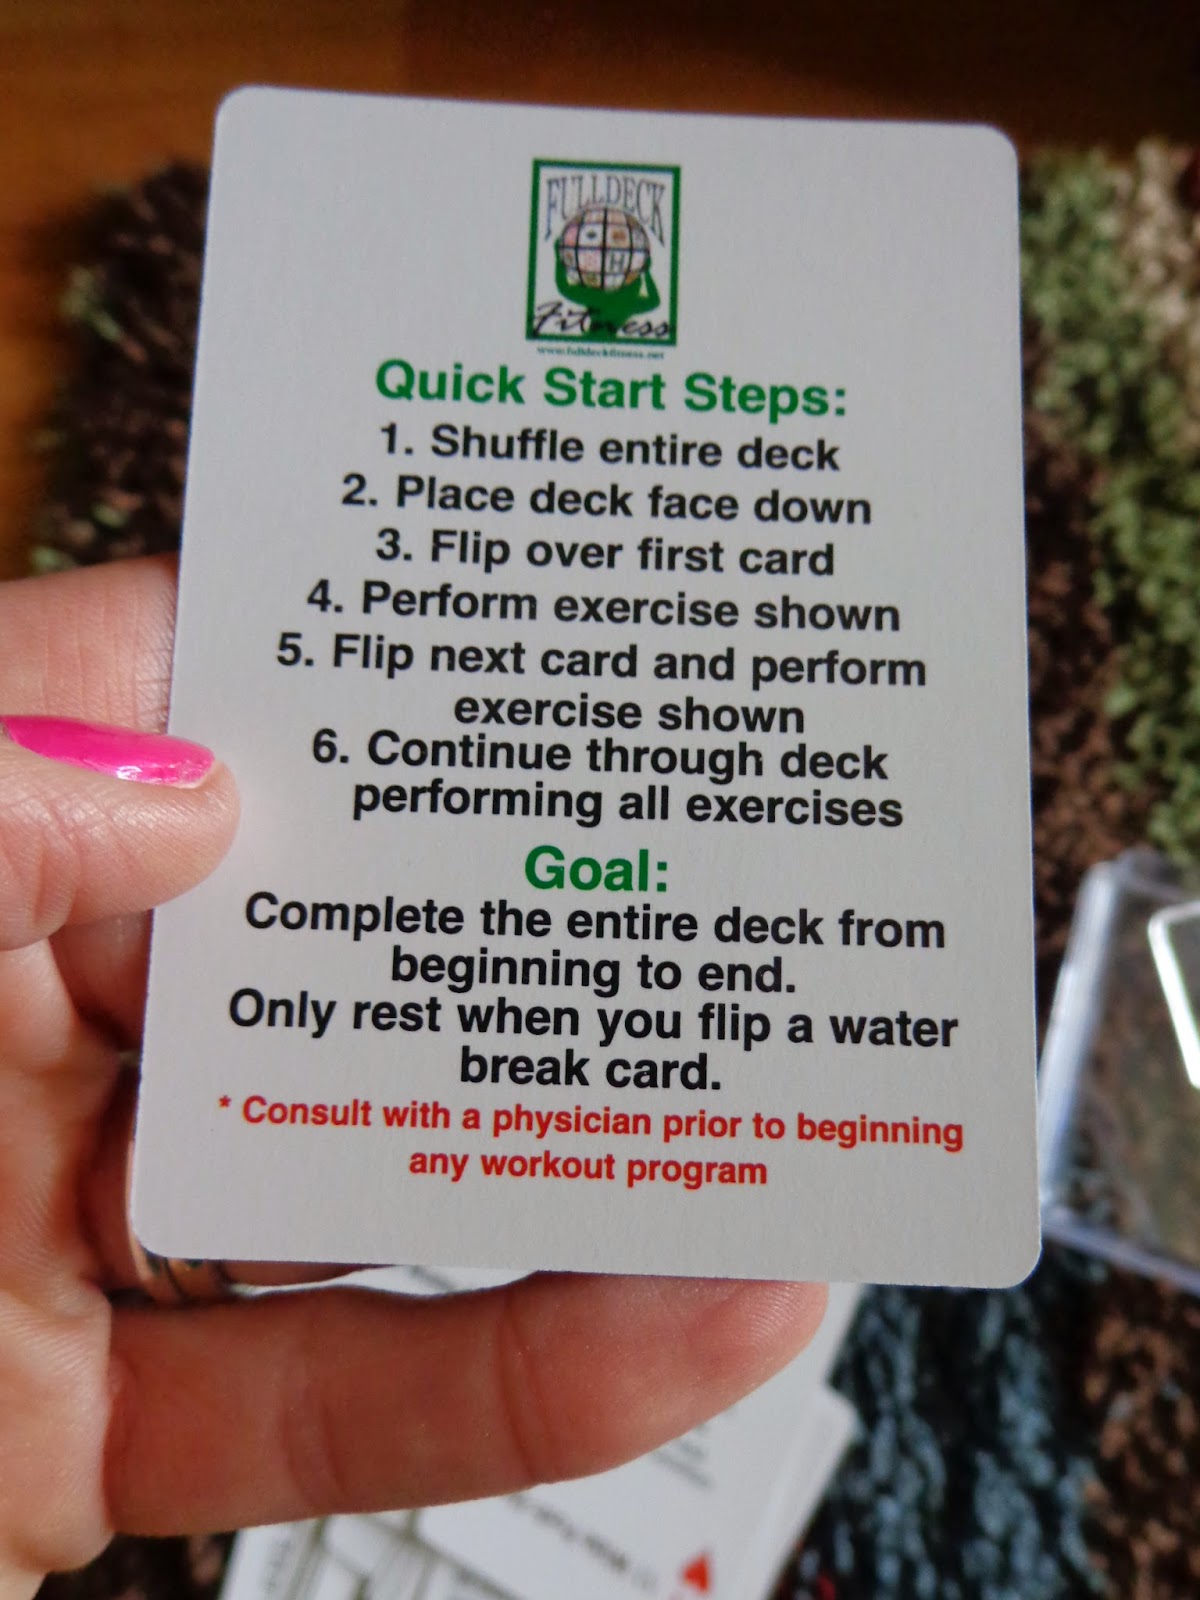 FULLDECK
Fitness
www.fulldeckfitness.net
Quick Start Steps:
1. Shuffle entire deck
2. Place deck face down
3. Flip over first card
4. Perform exercise shown
5. Flip next card and perform
exercise shown
6. Continue through deck
performing all exercises
Goal:
Complete the entire deck from
beginning to end.
Only rest when you flip a water
break card.
* Consult with a physician prior to beginning
any workout program